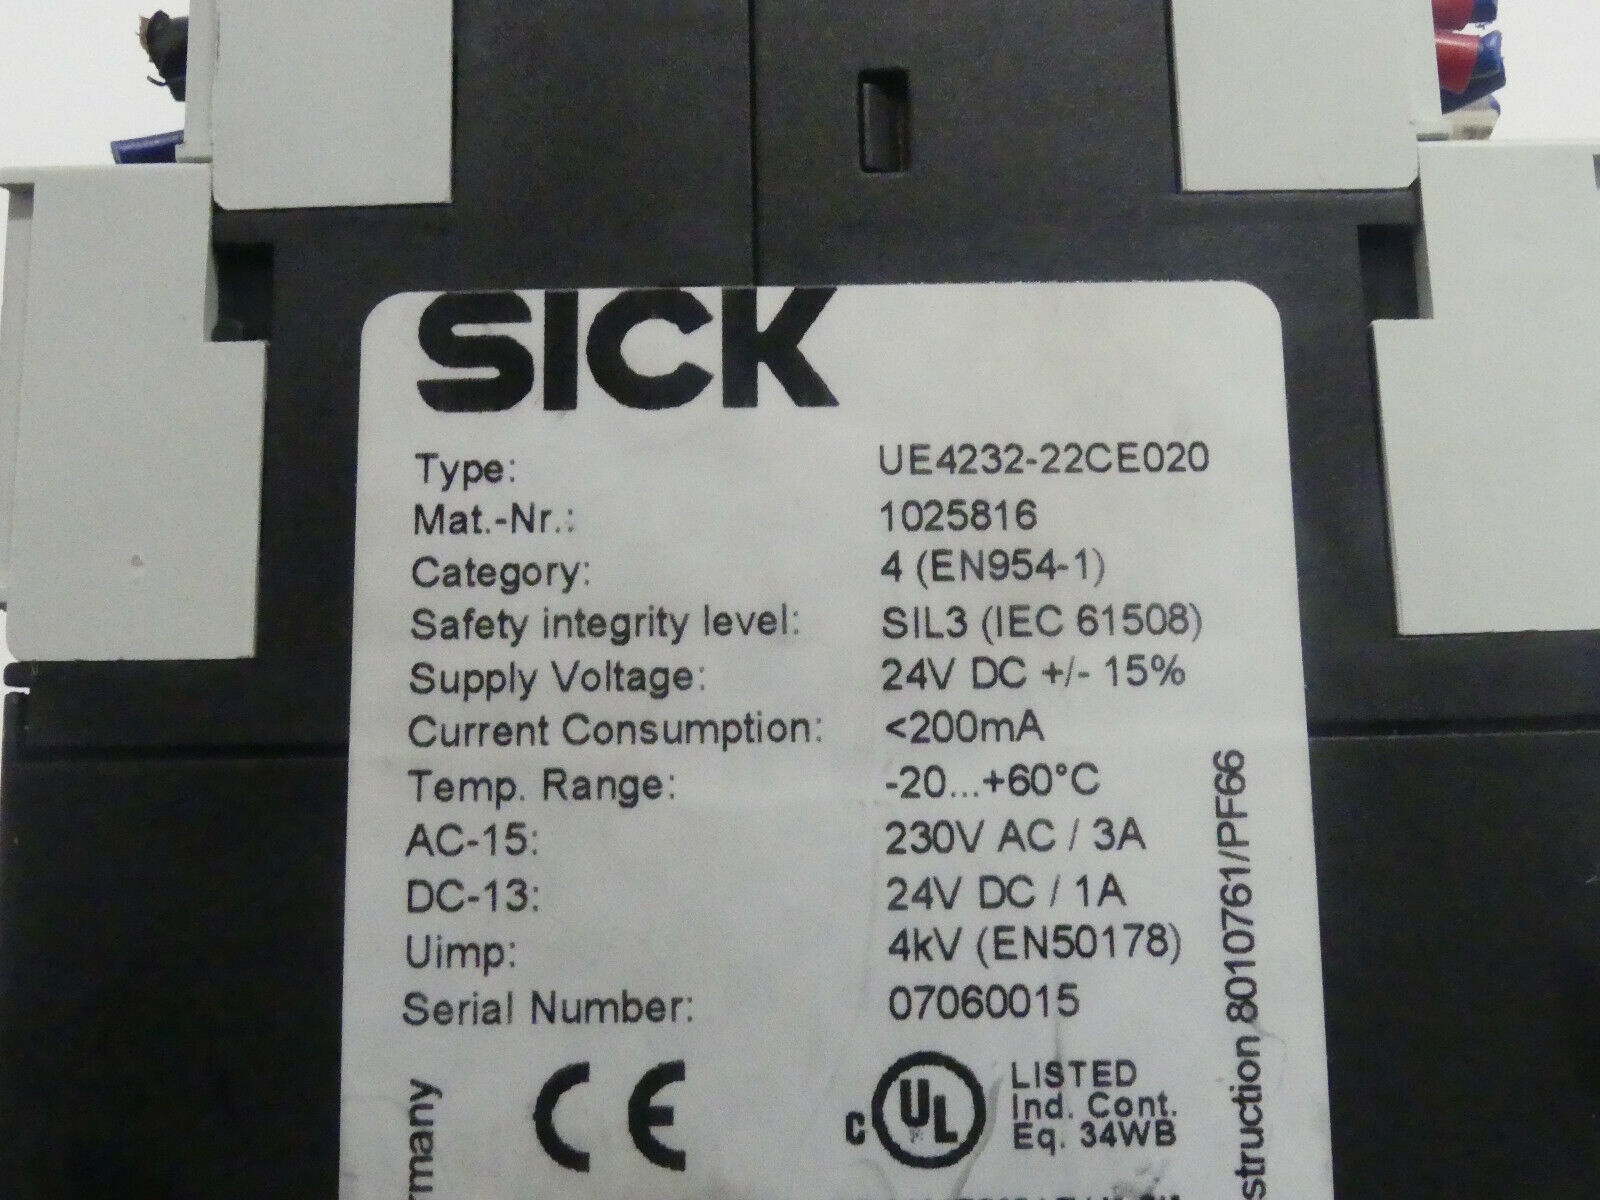 SICK
Type: UE4232-22CE020
Mat.-Nr.: 1025816
Category: 4 (EN954-1)
Safety integrity level: SIL3 (IEC 61508)
Supply Voltage: 24V DC +/- 15%
Current Consumption: <200mA
Temp. Range: -20...+60°C
AC-15: 230V AC / 3A
DC-13: 24V DC / 1A
Uimp: 4kV (EN50178)
Serial Number: 07060015
CE
c UL LISTED
Ind. Cont.
Eq. 34WB
rmany
struction 8010761/PF66